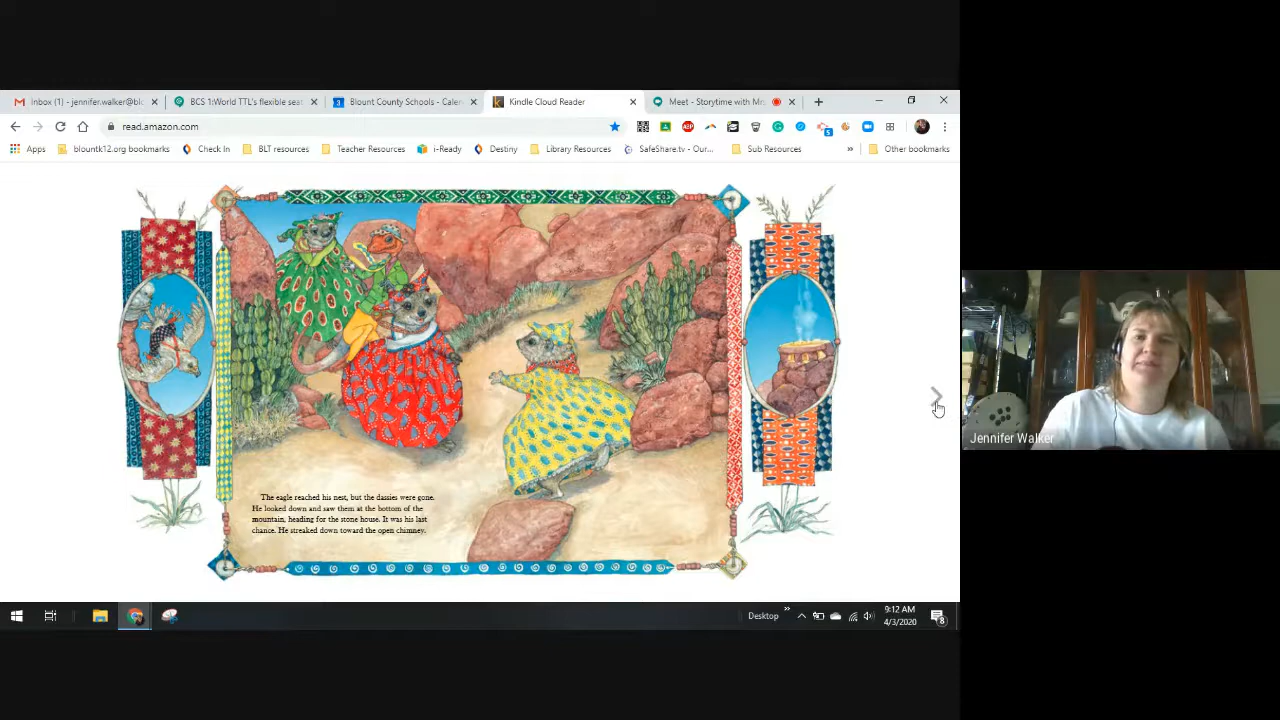 Inbox (1) - jennifer.walker@blo
BCS 1:World TTL's flexible seat
Blount County Schools - Calen
Kindle Cloud Reader
Meet - Storytime with Mrs
read.amazon.com
5
Apps
blountk12.org bookmarks
Check In
BLT resources
Teacher Resources
i-Ready
Destiny
Library Resources
SafeShare.tv - Our...
Sub Resources
»
Other bookmarks
The eagle reached his nest, but the dassies were gone.
He looked down and saw them at the bottom of the
mountain, heading for the stone house. It was his last
chance. He streaked down toward the open chimney.
Jennifer Walker
Desktop
»
9:12 AM
4/3/2020
8